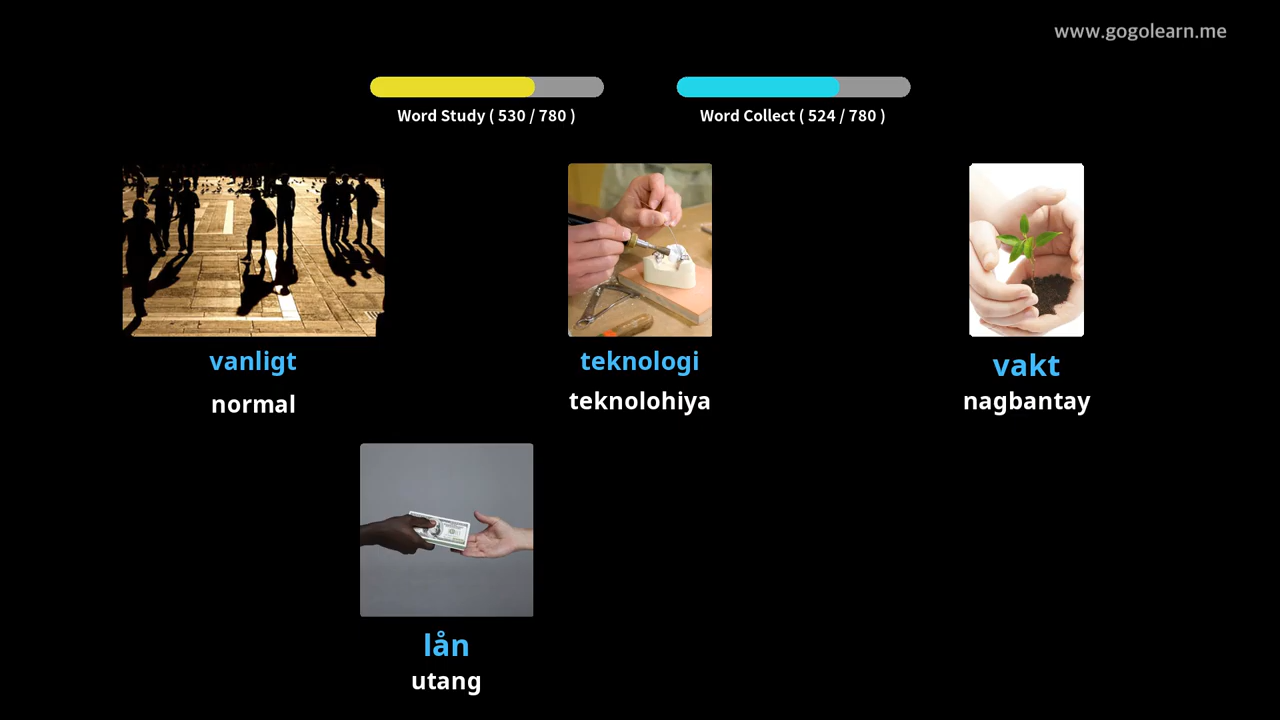 www.gogolearn.me
Word Study ( 530 / 780 )
Word Collect ( 524 / 780 )
vanligt
normal
teknologi
teknolohiya
vakt
nagbantay
lån
utang